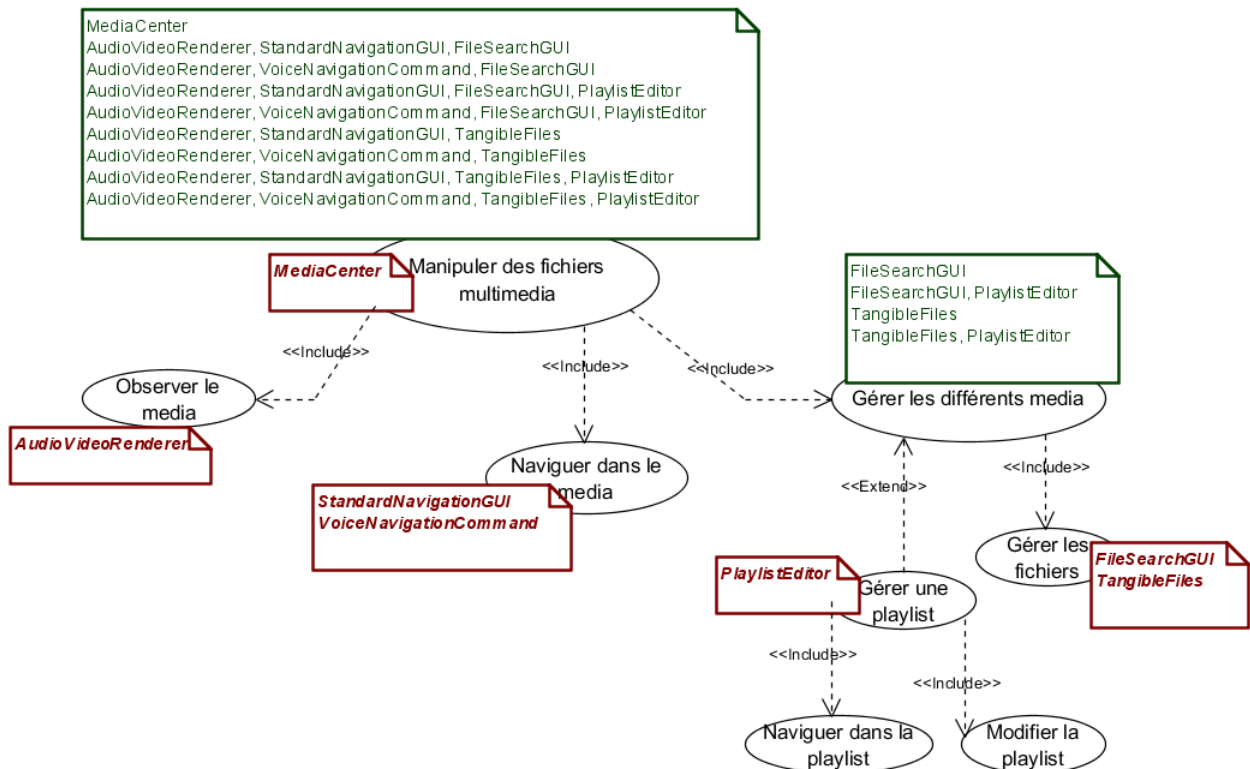 MediaCenter
AudioVideoRenderer, StandardNavigationGUI, FileSearchGUI
AudioVideoRenderer, VoiceNavigationCommand, FileSearchGUI
AudioVideoRenderer, StandardNavigationGUI, FileSearchGUI, PlaylistEditor
AudioVideoRenderer, VoiceNavigationCommand, FileSearchGUI, PlaylistEditor
AudioVideoRenderer, StandardNavigationGUI, TangibleFiles
AudioVideoRenderer, VoiceNavigationCommand, TangibleFiles
AudioVideoRenderer, StandardNavigationGUI, TangibleFiles, PlaylistEditor
AudioVideoRenderer, VoiceNavigationCommand, TangibleFiles, PlaylistEditor
MediaCenter
Manipuler des fichiers
multimedia
FileSearchGUI
FileSearchGUI, PlaylistEditor
TangibleFiles
TangibleFiles, PlaylistEditor
<<Include>>
<<Include>>
<<Include>>
Observer le
media
AudioVideoRenderer
Naviguer dans le
media
StandardNavigationGUI
VoiceNavigationCommand
Gérer les différents media
<<Extend>>
<<Include>>
Gérer les
fichiers
FileSearchGUI
TangibleFiles
PlaylistEditor
Gérer une
playlist
<<Include>>
<<Include>>
Naviguer dans la
playlist
Modifier la
playlist